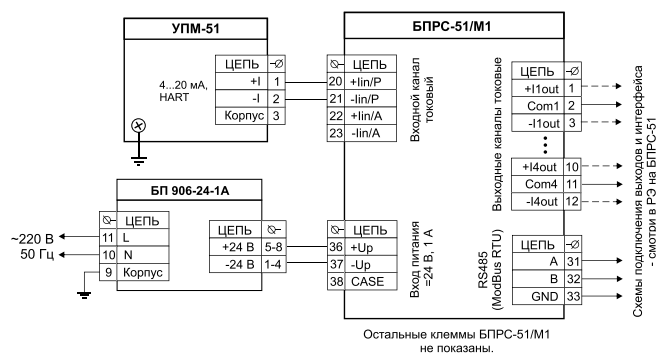 УПМ-51
4...20 мА,
HART
ЦЕПЬ -Ø
+I 1
-I 2
Корпус 3
БПРС-51/М1
Ø- ЦЕПЬ
20 +Iin/P
21 -Iin/P
22 +Iin/A
23 -Iin/A
Входной канал
токовый
Выходные каналы токовые
ЦЕПЬ -Ø
+I1out 1
Com1 2
-I1out 3
+I4out 10
Com4 11
-I4out 12
БП 906-24-1А
~220 В
50 Гц
Ø- ЦЕПЬ
11 L
10 N
9 Корпус
ЦЕПЬ Ø-
+24 В 5-8
-24 В 1-4
Ø- ЦЕПЬ
36 +Up
37 -Up
38 CASE
Вход питания
=24 В, 1 А
RS485
(ModBus RTU)
ЦЕПЬ -Ø
A 31
B 32
GND 33
Схемы подключения выходов и интерфейса
- смотри в РЭ на БПРС-51
Остальные клеммы БПРС-51/М1
не показаны.